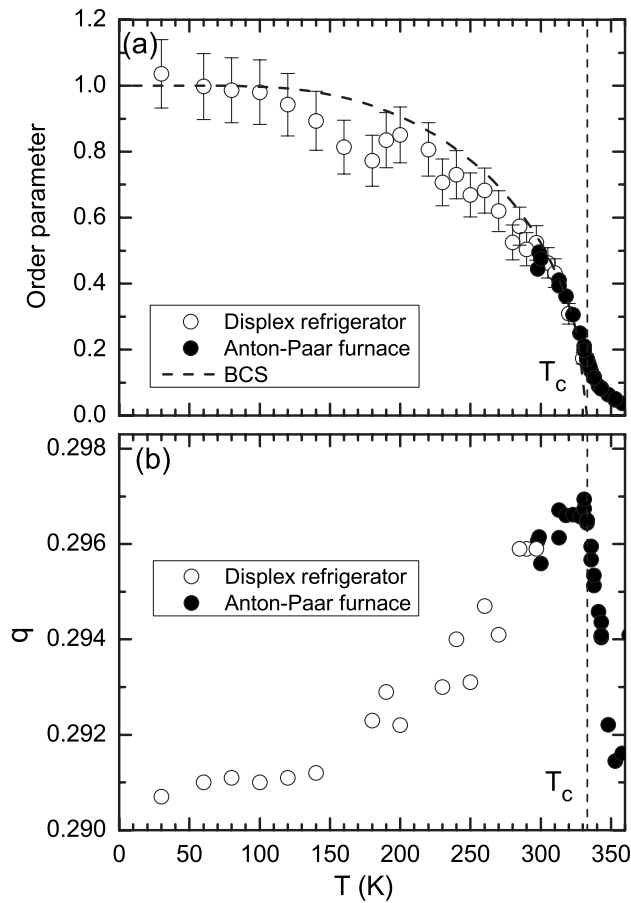 1.2
(a)
1.0
0.8
0.6
0.4
0.2
0.0
Order parameter
Displex refrigerator
Anton-Paar furnace
BCS
Tc
0.298
(b)
0.296
0.294
0.292
0.290
q
Displex refrigerator
Anton-Paar furnace
Tc
0 50 100 150 200 250 300 350
T (K)